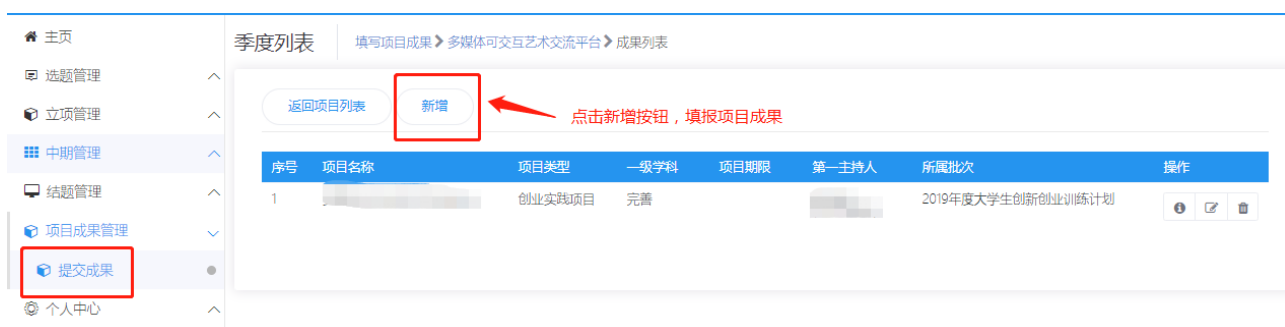 主页
选题管理
立项管理
中期管理
结题管理
项目成果管理
提交成果
个人中心
季度列表
填写项目成果 > 多媒体可交互艺术交流平台 > 成果列表
返回项目列表 新增
点击新增按钮，填报项目成果
序号 项目名称 项目类型 一级学科 项目期限 第一主持人 所属批次 操作
1 创业实践项目 完善 2019年度大学生创新创业训练计划